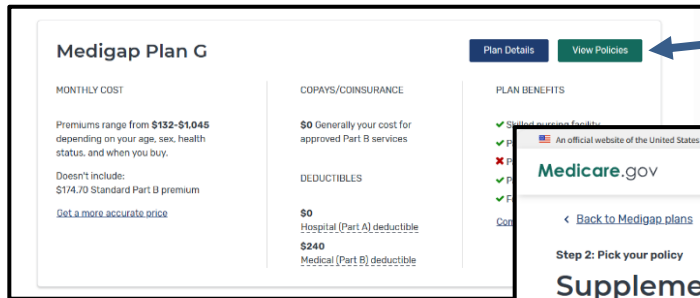 Medigap Plan G
Plan Details
View Policies
MONTHLY COST
Premiums range from $132-$1,045
depending on your age, sex, health
status, and when you buy.
Doesn't include:
$174.70 Standard Part B premium
Get a more accurate price
COPAYS/COINSURANCE
$0 Generally your cost for
approved Part B services
DEDUCTIBLES
$0
Hospital (Part A) deductible
$240
Medical (Part B) deductible
PLAN BENEFITS
Skilled nursing facility
An official website of the United States
Medicare.gov
< Back to Medigap plans
Step 2: Pick your policy